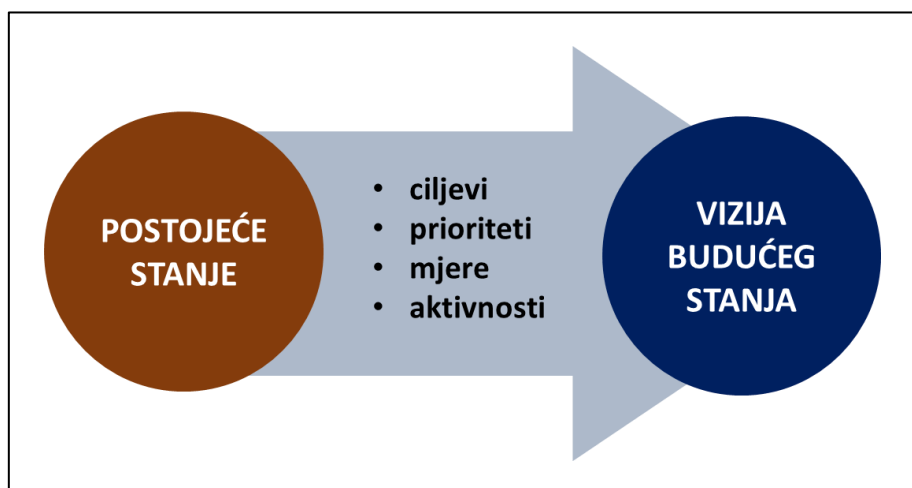 POSTOJEĆE
STANJE
• ciljevi
• prioriteti
• mjere
• aktivnosti
VIZIJA
BUDUĆEG
STANJA